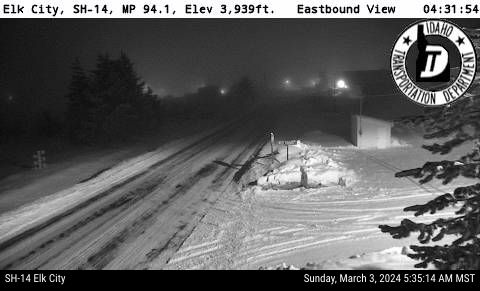 Elk City, SH-14, MP 94.1, Elev 3,939ft. Eastbound View 04:31:54
IDAHO
TRANSPORTATION DEPARTMENT
SH-14 Elk City Sunday, March 3, 2024 5:35:14 AM MST